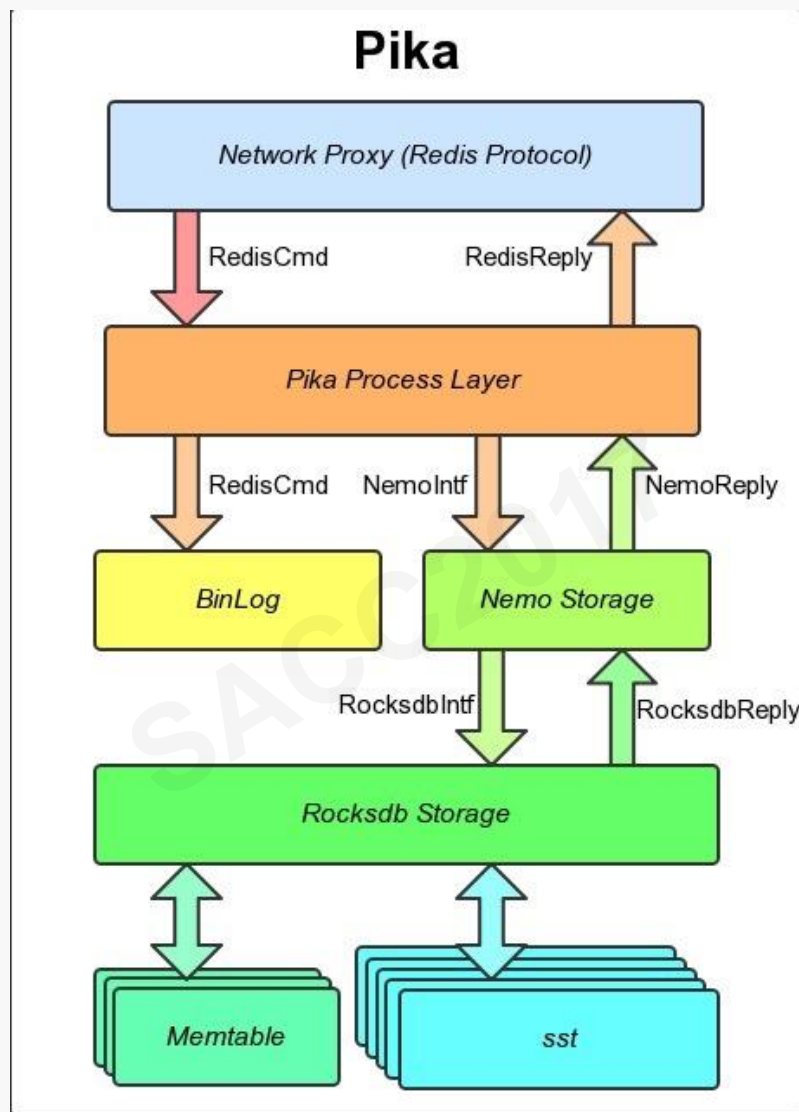 Pika
Network Proxy (Redis Protocol)
RedisCmd
RedisReply
Pika Process Layer
RedisCmd
NemoIntf
NemoReply
BinLog
Nemo Storage
RocksdbIntf
RocksdbReply
Rocksdb Storage
Memtable
sst
SACC2017